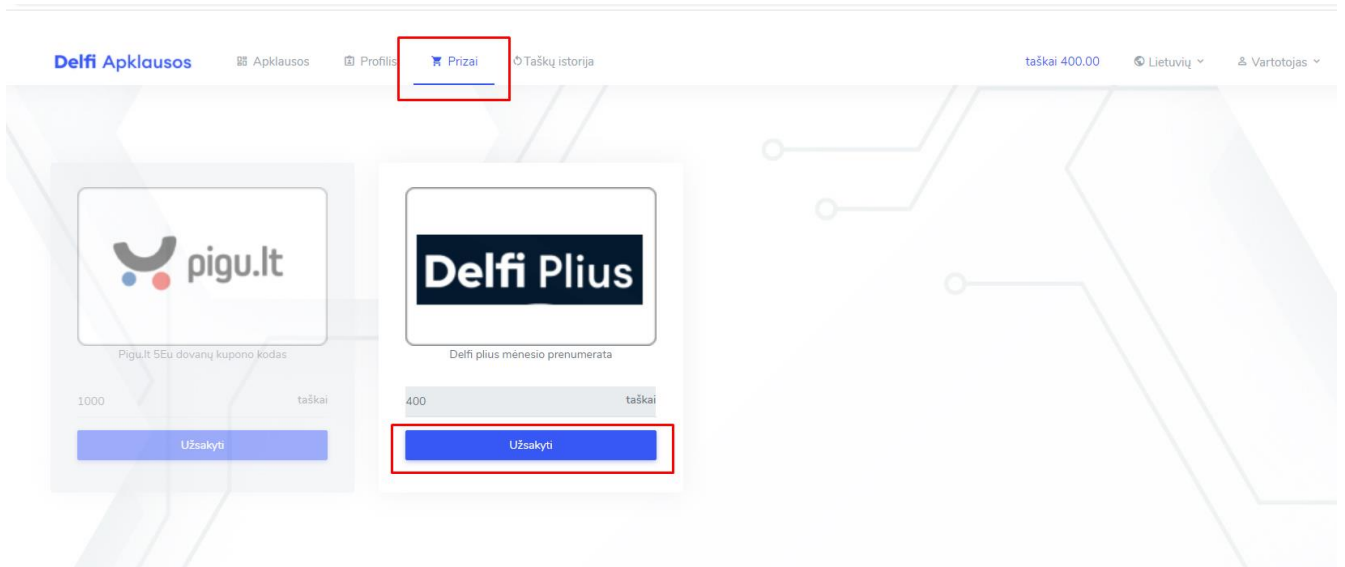 Delfi Apklausos Apklausos Profilis Prizai Taškų istorija taškai 400.00 Lietuvių Vartotojas
pigu.lt
Delfi Plius
Pigu.lt 5Eu dovanų kupono kodas
Delfi plius mėnesio prenumerata
1000 taškai
400 taškai
Užsakyti
Užsakyti